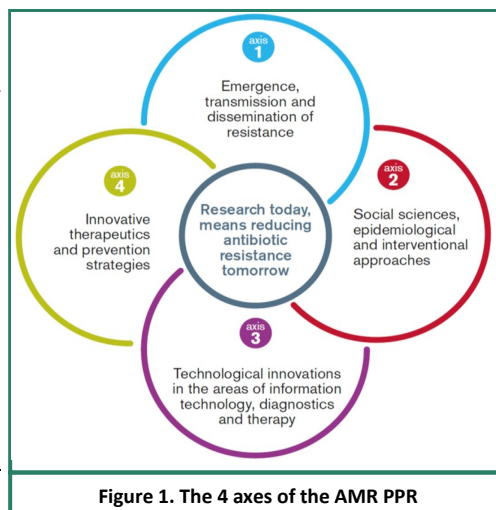 axis
1
Emergence,
transmission and
dissemination of
resistance
axis
2
Social sciences,
epidemiological
and interventional
approaches
axis
4
Innovative
therapeutics
and prevention
strategies
Research today,
means reducing
antibiotic
resistance
tomorrow
axis
3
Technological innovations
in the areas of information
technology, diagnostics
and therapy
Figure 1. The 4 axes of the AMR PPR